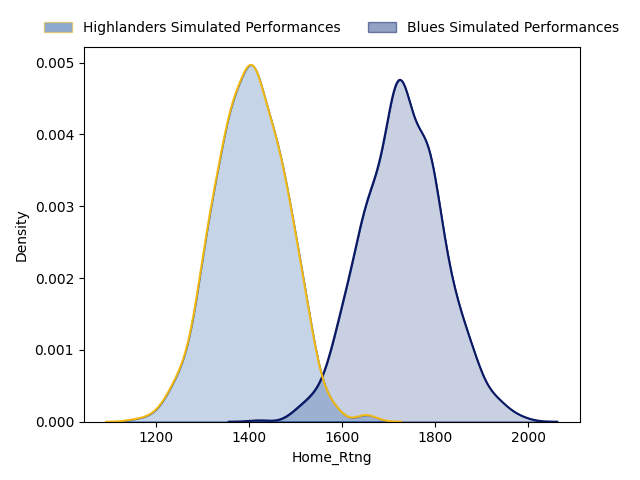 Highlanders Simulated Performances
Blues Simulated Performances
0.005
0.004
0.003
0.002
0.001
0.000
Density
1200 1400 1600 1800 2000
Home_Rtng